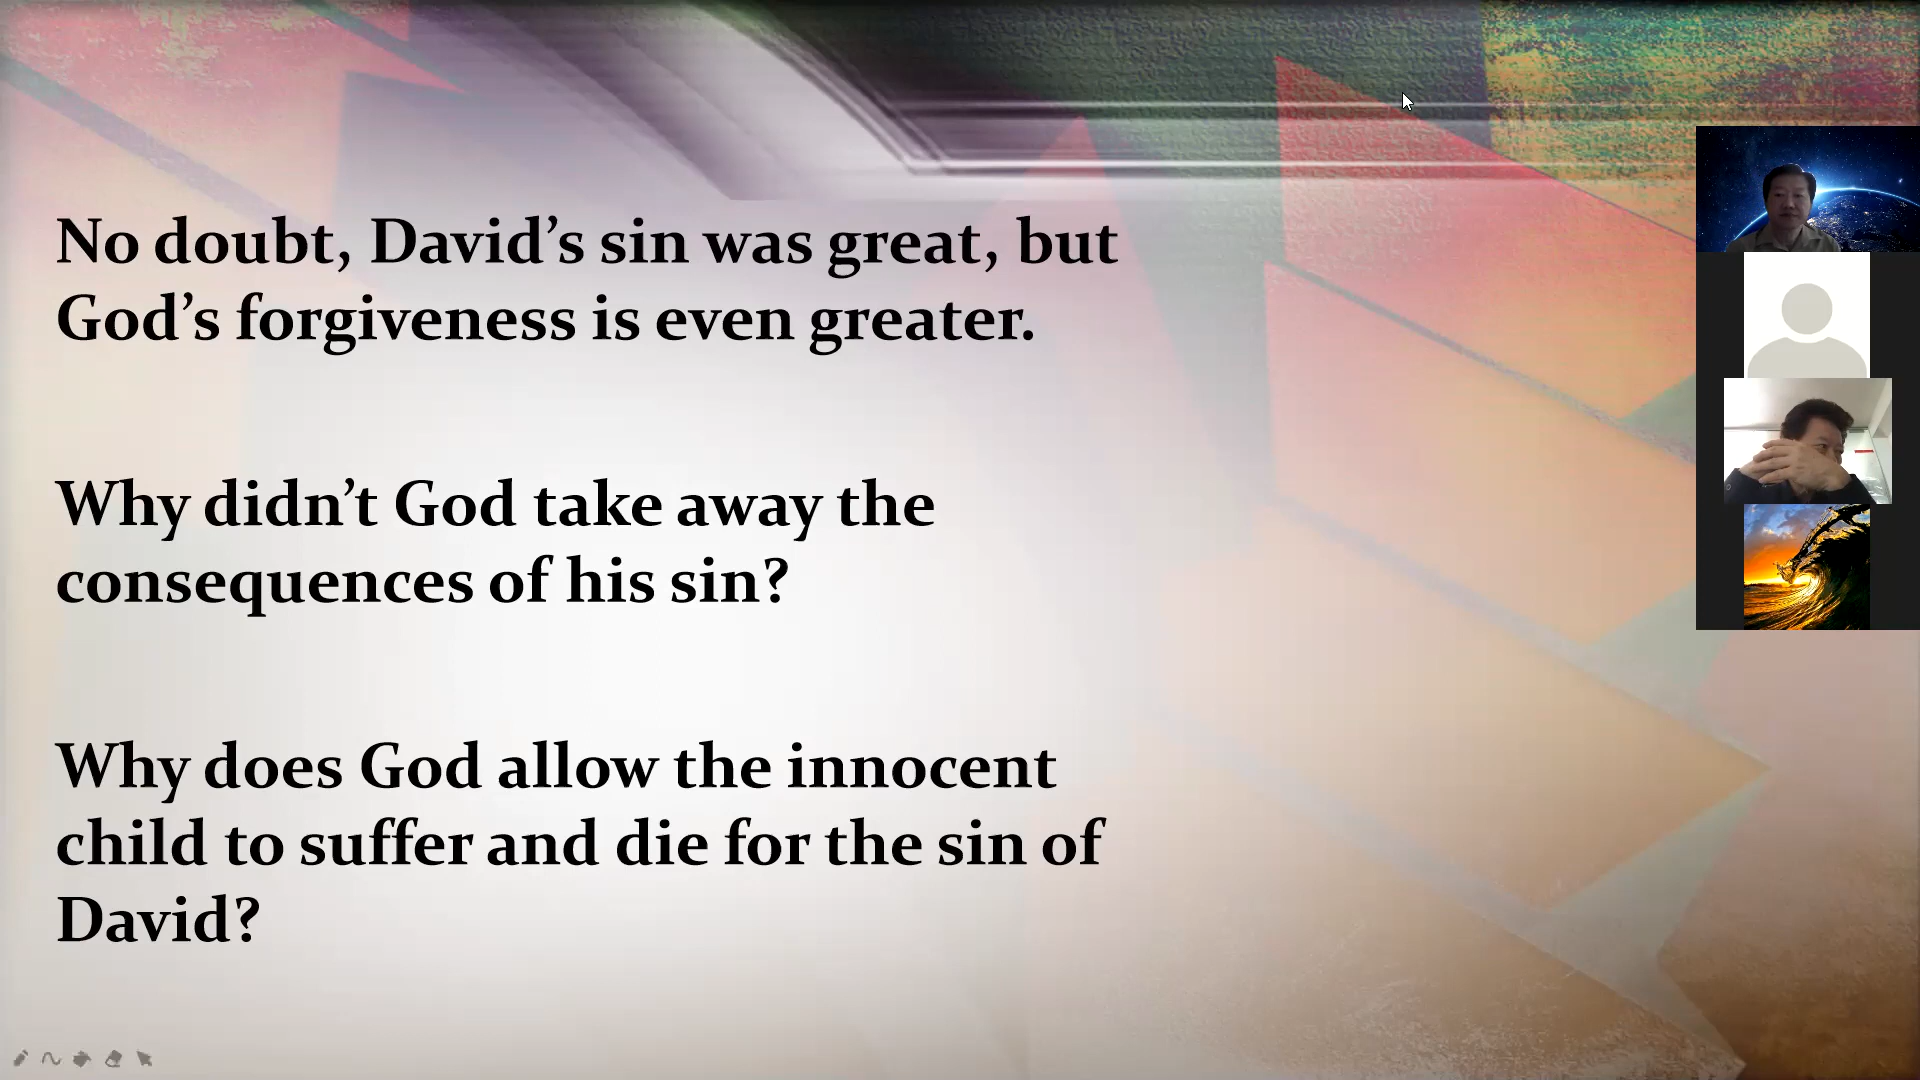 No doubt, David’s sin was great, but
God’s forgiveness is even greater.
Why didn’t God take away the
consequences of his sin?
Why does God allow the innocent
child to suffer and die for the sin of
David?